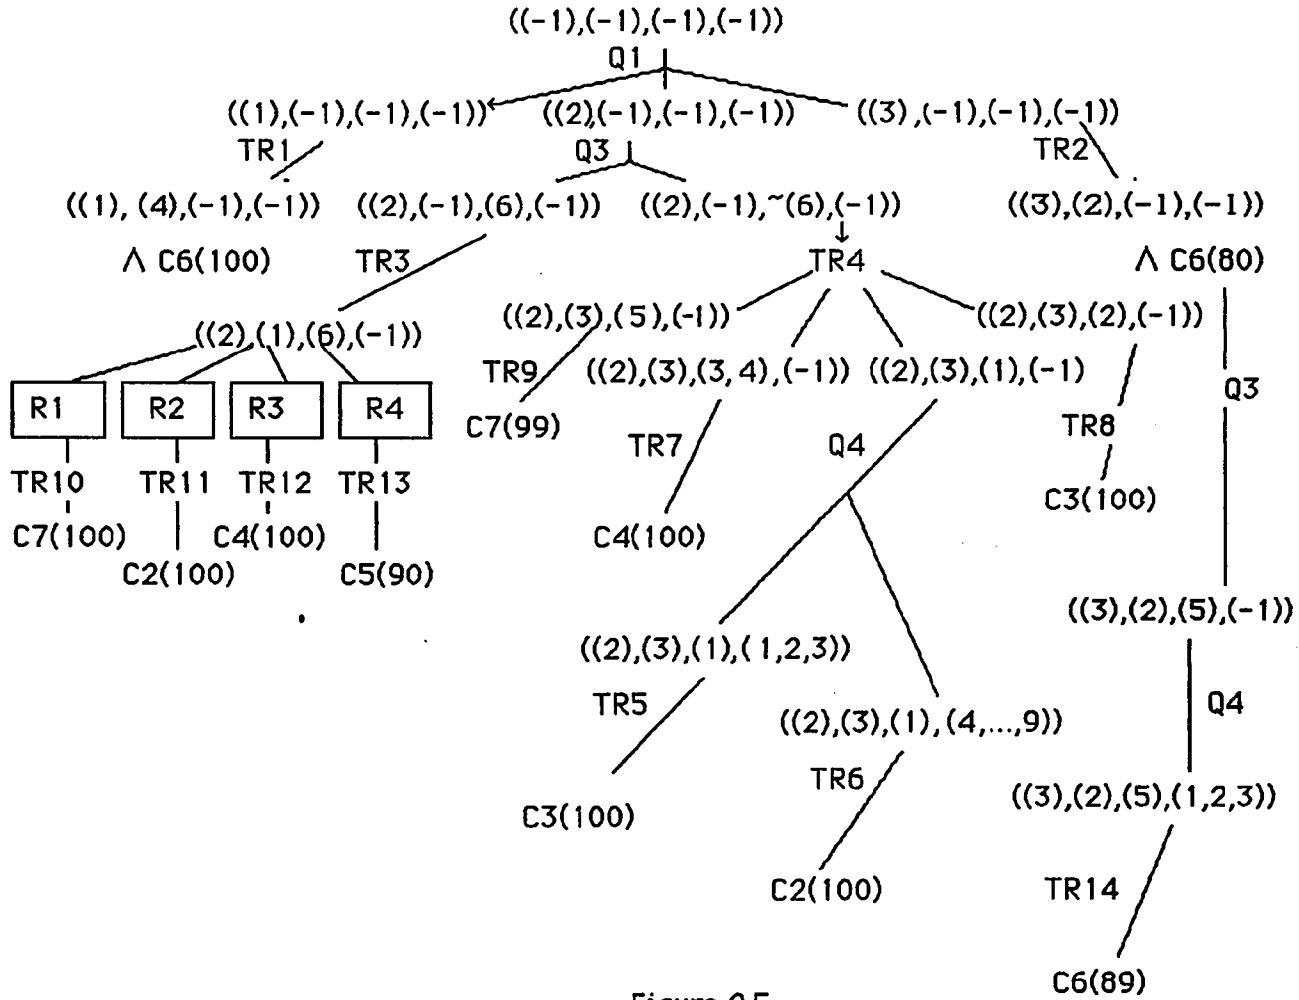 ((-1),(-1),(-1),(-1))
Q1
((1),(-1),(-1),(-1)) ((2),(-1),(-1),(-1)) ((3),(-1),(-1),(-1))
TR1 Q3 TR2
((1), (4),(-1),(-1)) ((2),(-1),(6),(-1)) ((2),(-1),~(6),(-1)) ((3),(2),(-1),(-1))
Λ C6(100) TR3 TR4 Λ C6(80)
((2),(3),(5),(-1)) ((2),(3),(2),(-1))
((2),(1),(6),(-1))
TR9 ((2),(3),(3,4),(-1)) ((2),(3),(1),(-1)
Q3
R1 R2 R3 R4
C7(99) TR7 Q4 TR8
TR10 TR11 TR12 TR13
C3(100)
C7(100) C4(100) C4(100)
C2(100) C5(90)
((3),(2),(5),(-1))
((2),(3),(1),(1,2,3))
TR5 Q4
((2),(3),(1),(4,...,9))
TR6
((3),(2),(5),(1,2,3))
C3(100)
C2(100) TR14
C6(89)